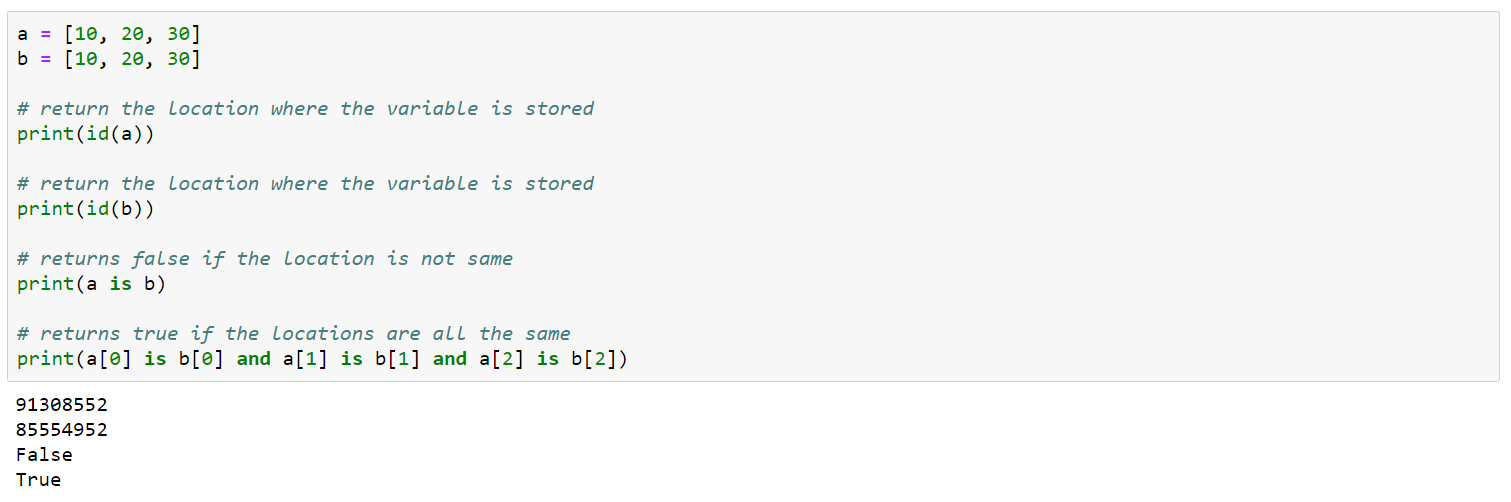 a = [10, 20, 30]
b = [10, 20, 30]
# return the location where the variable is stored
print(id(a))
# return the location where the variable is stored
print(id(b))
# returns false if the location is not same
print(a is b)
# returns true if the locations are all the same
print(a[0] is b[0] and a[1] is b[1] and a[2] is b[2])
91308552
85554952
False
True